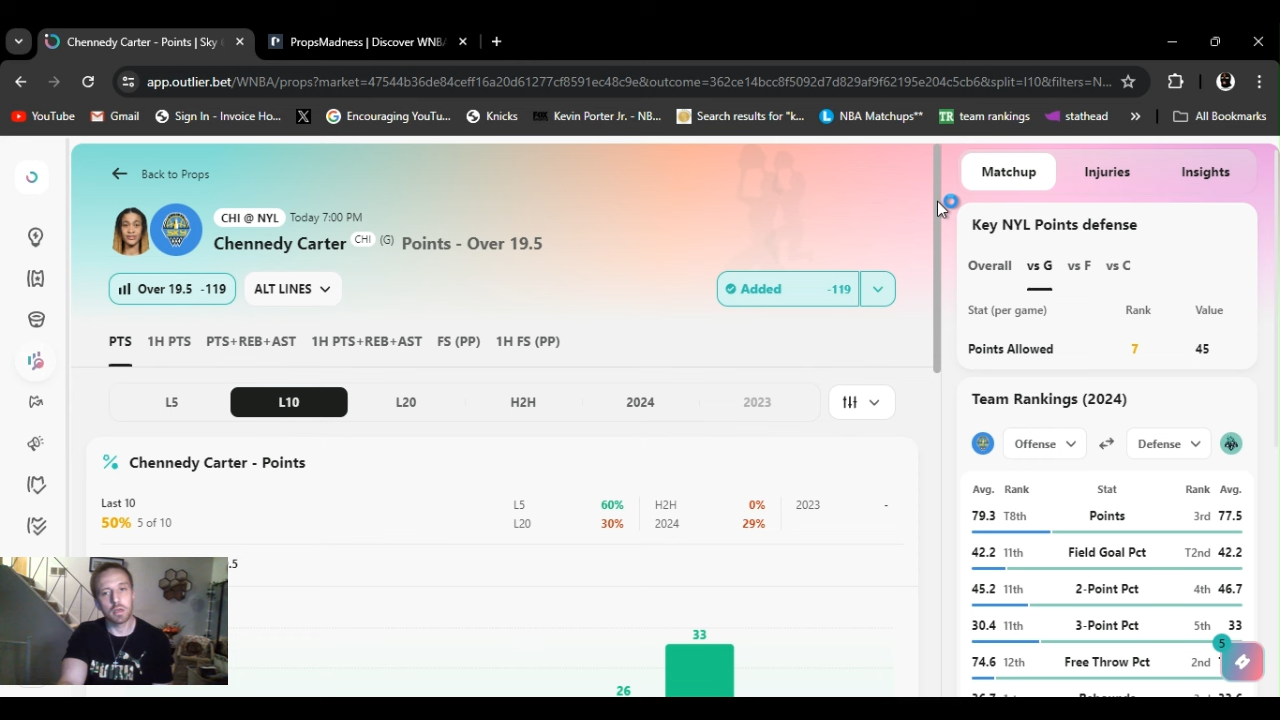 Chennedy Carter - Points | Sky
PropsMadness | Discover WNB
app.outlier.bet/WNBA/props?market=47544b36de84ceff16a20d61277cf8591ec48c9e&outcome=362ce14bcc8f5092d7d829af9f62195e204c5cb6&split=l10&filters=N...
YouTube Gmail Sign In - Invoice Ho... Encouraging YouTu... Knicks Kevin Porter Jr. - NB... Search results for "k... NBA Matchups** TR team rankings stathead » All Bookmarks
Back to Props
CHI @ NYL Today 7:00 PM
Chennedy Carter CHI (G) Points - Over 19.5
Over 19.5 -119 ALT LINES Added -119
PTS 1H PTS PTS+REB+AST 1H PTS+REB+AST FS (PP) 1H FS (PP)
L5 L10 L20 H2H 2024 2023
Chennedy Carter - Points
Last 10
50% 5 of 10
L5 60% H2H 0% 2023 -
L20 30% 2024 29%
.5
33
26
Matchup Injuries Insights
Key NYL Points defense
Overall vs G vs F vs C
Stat (per game) Rank Value
Points Allowed 7 45
Team Rankings (2024)
Offense Defense
Avg. Rank Stat Rank Avg.
79.3 T8th Points 3rd 77.5
42.2 11th Field Goal Pct T2nd 42.2
45.2 11th 2-Point Pct 4th 46.7
30.4 11th 3-Point Pct 5th 33
5
74.6 12th Free Throw Pct 2nd